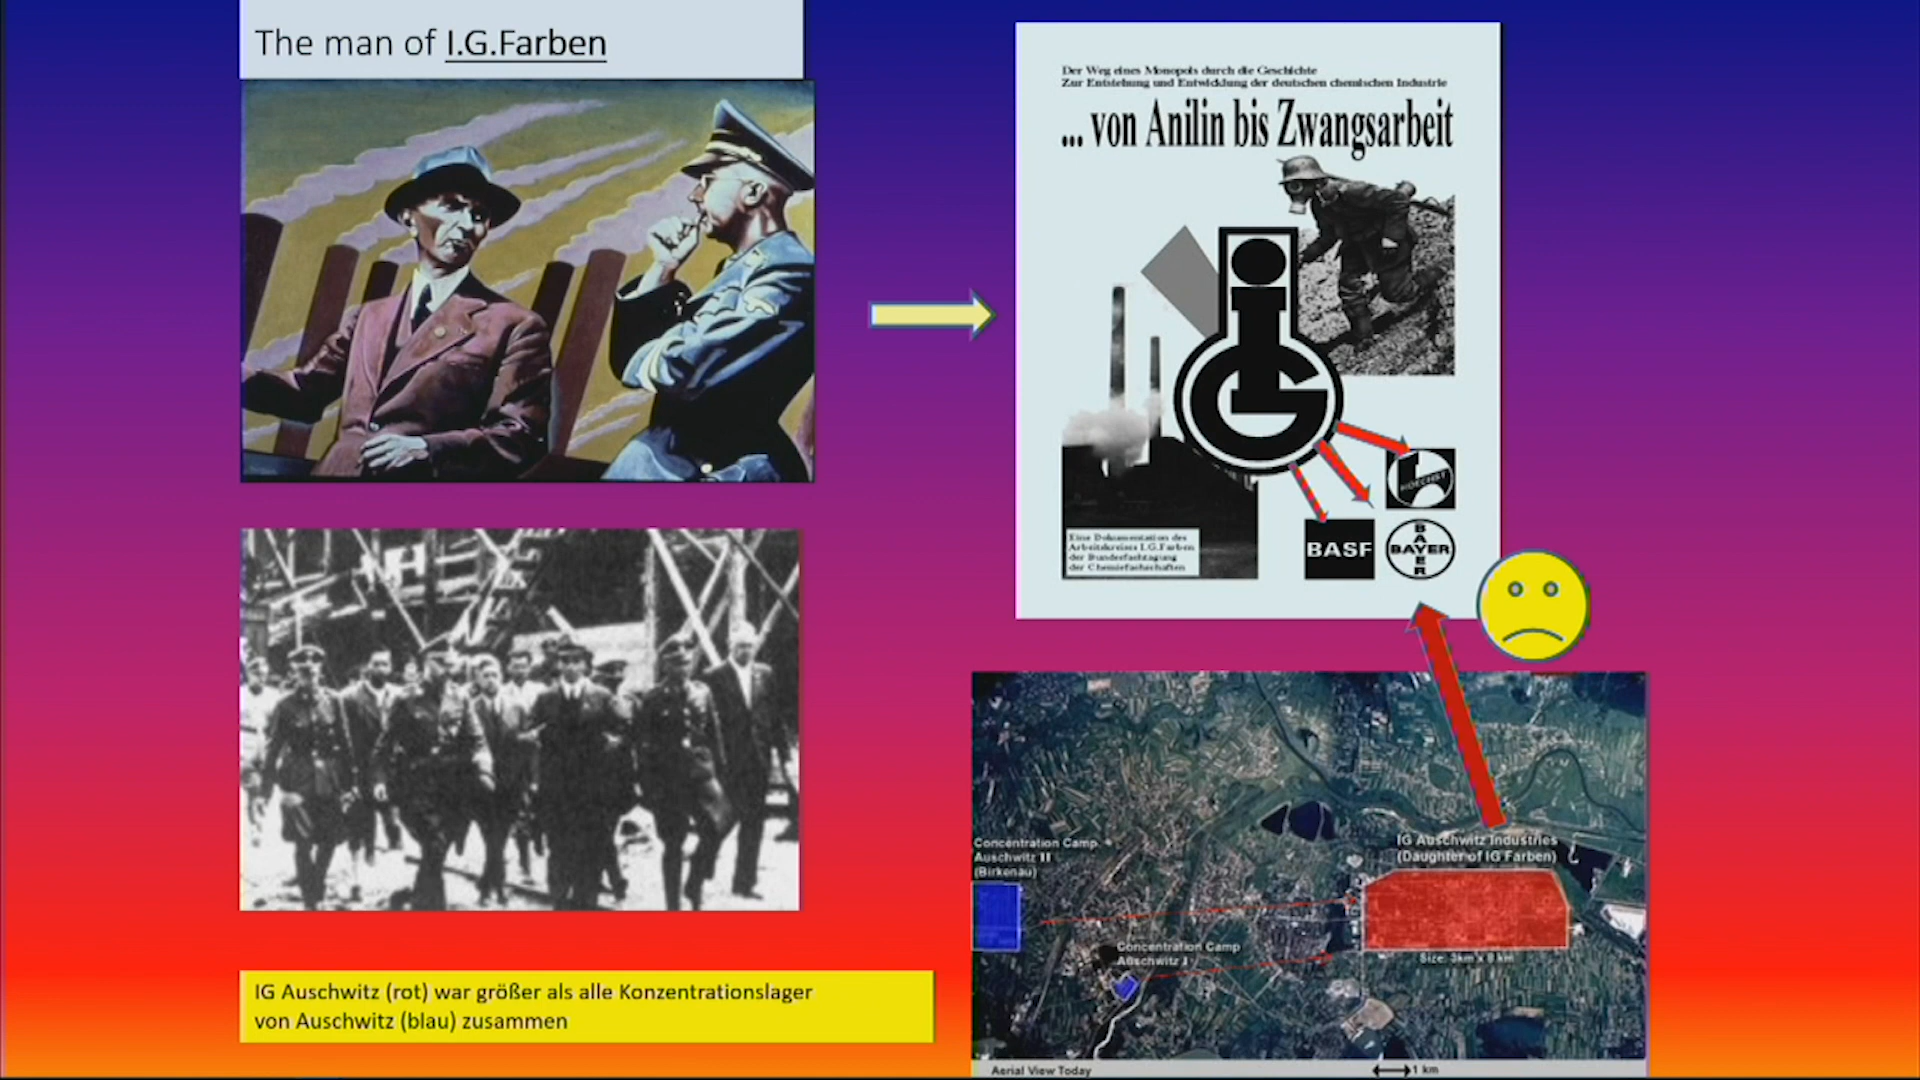 The man of I.G.Farben
Der Weg eines Monopols durch die Geschichte
Zur Entstehung und Entwicklung der deutschen chemischen Industrie
... von Anilin bis Zwangsarbeit
iG
HOECHST
BASF
BAYER
BAYER
Eine Dokumentation des
Arbeitskreises I.G.Farben
der Bundesfachtagung
der Chemiefachschaften
Concentration Camp
Auschwitz II
(Birkenau)
IG Auschwitz Industries
(Daughter of IG Farben)
Concentration Camp
Auschwitz I
Size: 3km x 8 km
Aerial View Today
1 km
IG Auschwitz (rot) war größer als alle Konzentrationslager
von Auschwitz (blau) zusammen